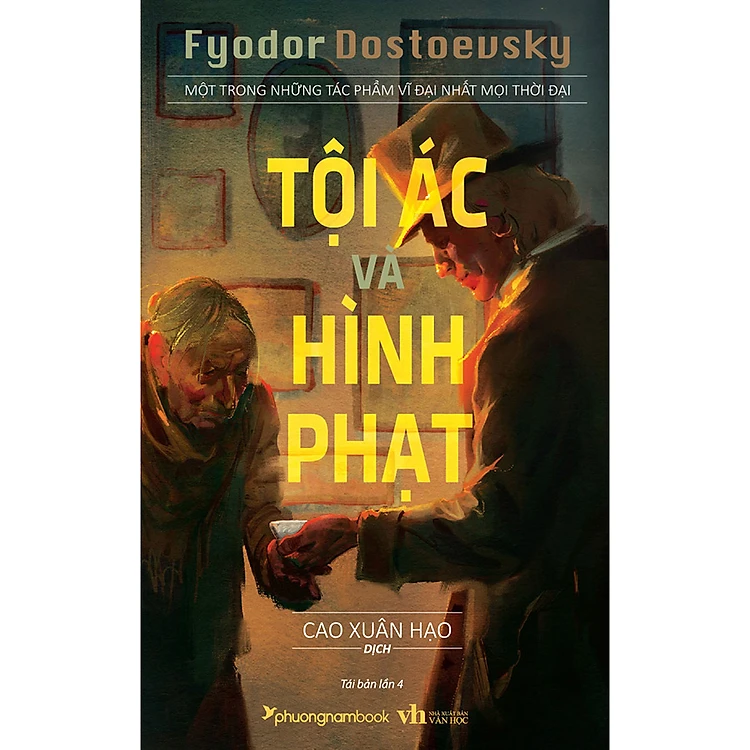 Fyodor Dostoevsky
MỘT TRONG NHỮNG TÁC PHẨM VĨ ĐẠI NHẤT MỌI THỜI ĐẠI
TỘI ÁC
VÀ
HÌNH
PHẠT
CAO XUÂN HẠO
DỊCH
Tái bản lần 4
phuongnambook
vh NHÀ XUẤT BẢN
VĂN HỌC